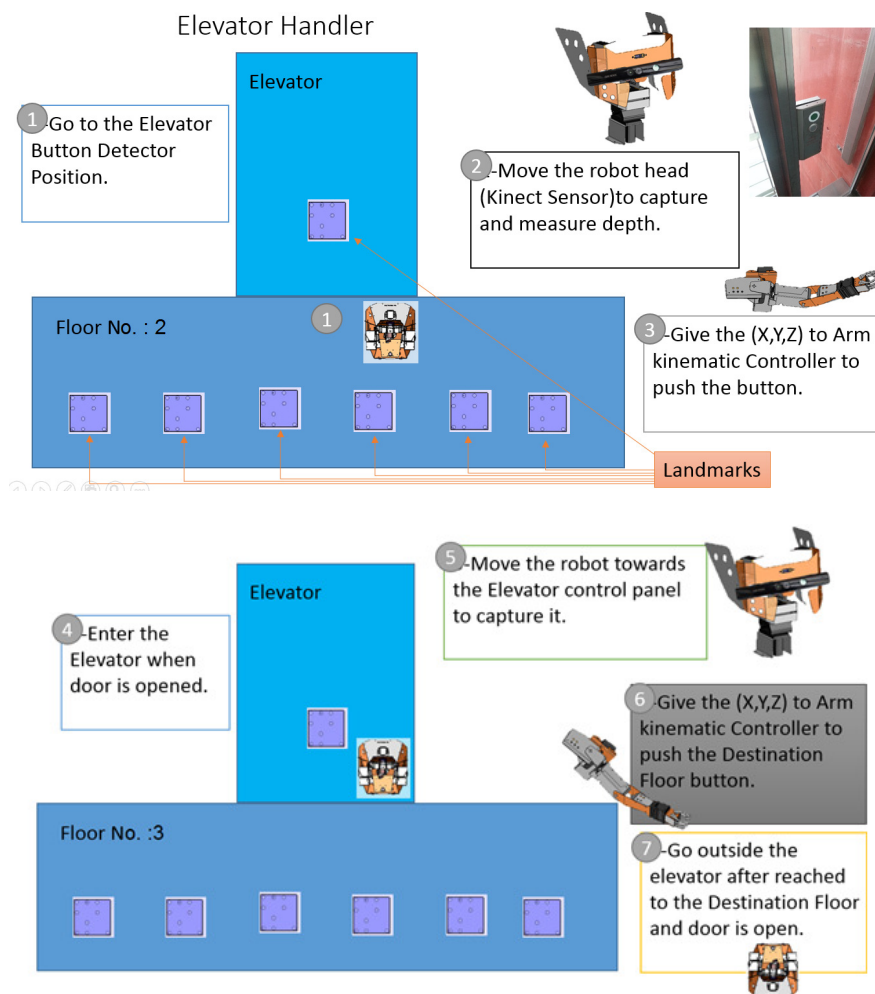 Elevator Handler
Elevator
1
-Go to the Elevator
Button Detector
Position.
2
-Move the robot head
(Kinect Sensor)to capture
and measure depth.
Floor No. : 2
1
3
-Give the (X,Y,Z) to Arm
kinematic Controller to
push the button.
Landmarks
Elevator
4
-Enter the
Elevator when
door is opened.
5
-Move the robot towards
the Elevator control panel
to capture it.
6
-Give the (X,Y,Z) to Arm
kinematic Controller to
push the Destination
Floor button.
Floor No. :3
7
-Go outside the
elevator after reached
to the Destination Floor
and door is open.